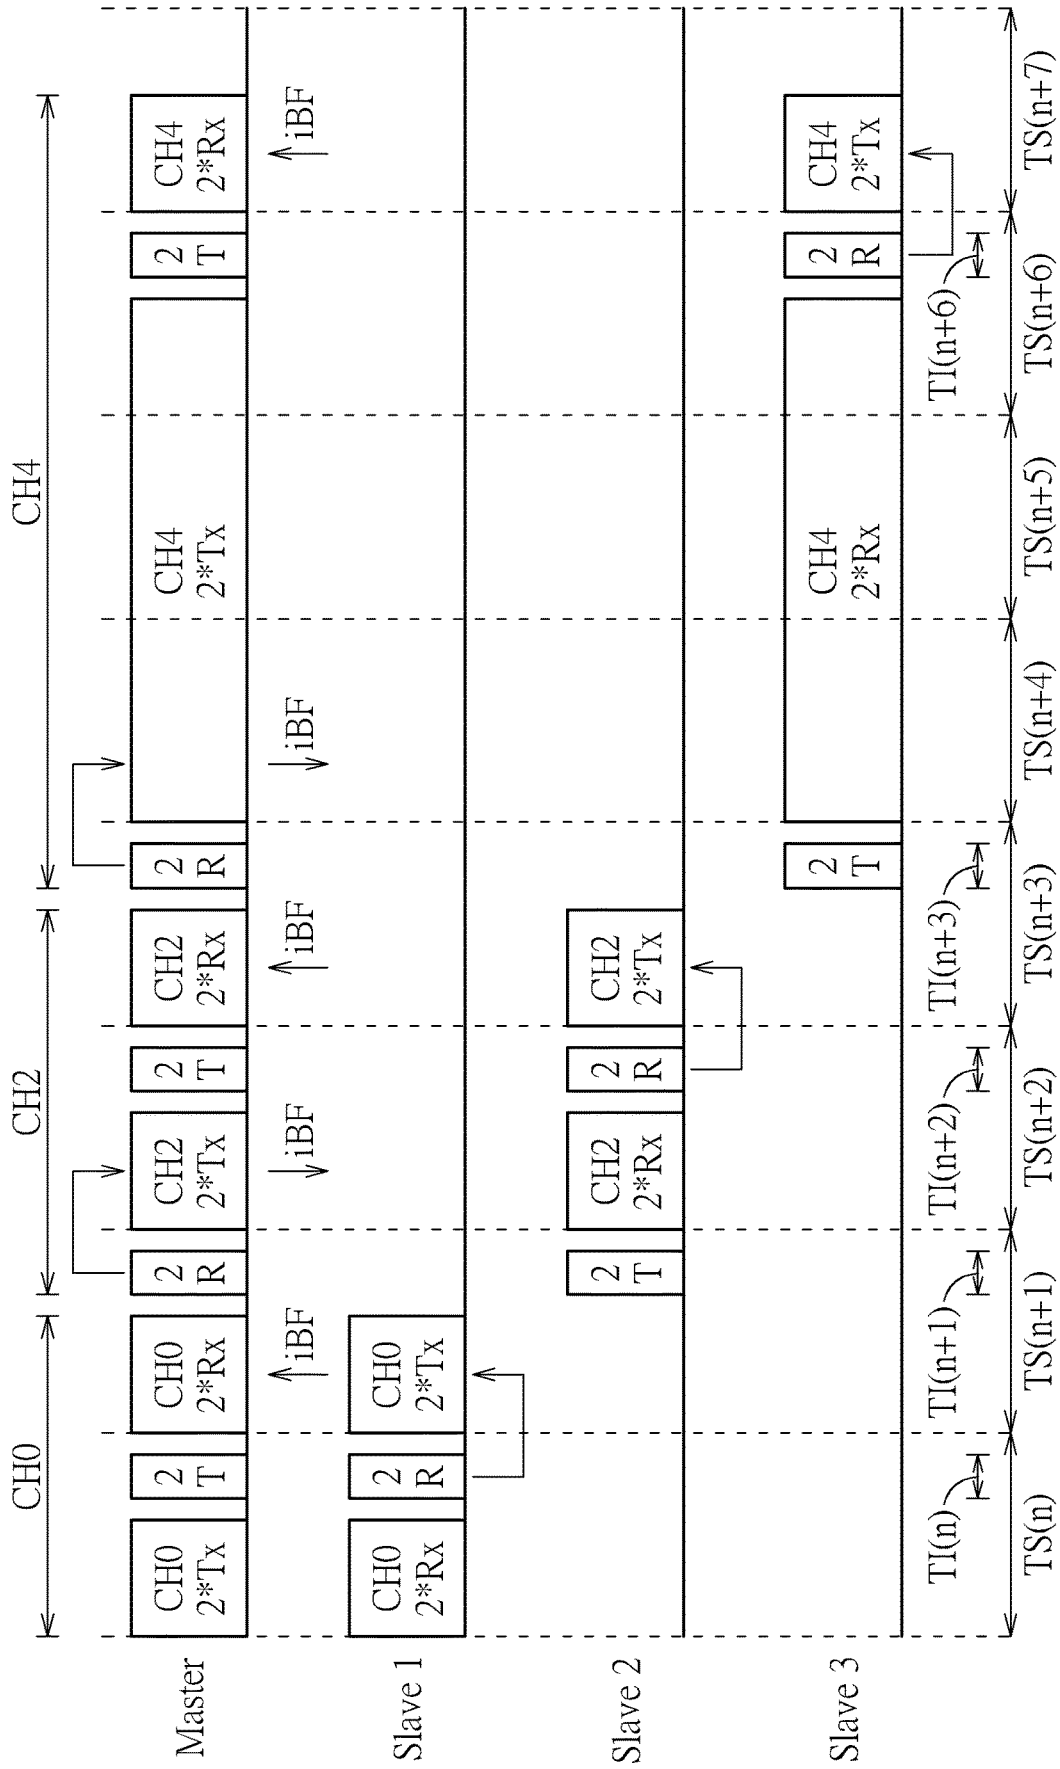 CH0
CH2
CH4
Master
CH0
2*Tx
2
T
CH0
2*Rx
2
R
CH2
2*Tx
2
T
CH2
2*Rx
2
R
CH4
2*Tx
2
T
CH4
2*Rx
iBF
iBF
iBF
iBF
iBF
Slave 1
CH0
2*Rx
2
R
CH0
2*Tx
Slave 2
2
T
CH2
2*Rx
2
R
CH2
2*Tx
Slave 3
2
T
CH4
2*Rx
2
R
CH4
2*Tx
TI(n)
TI(n+1)
TI(n+2)
TI(n+3)
TI(n+6)
TS(n)
TS(n+1)
TS(n+2)
TS(n+3)
TS(n+4)
TS(n+5)
TS(n+6)
TS(n+7)